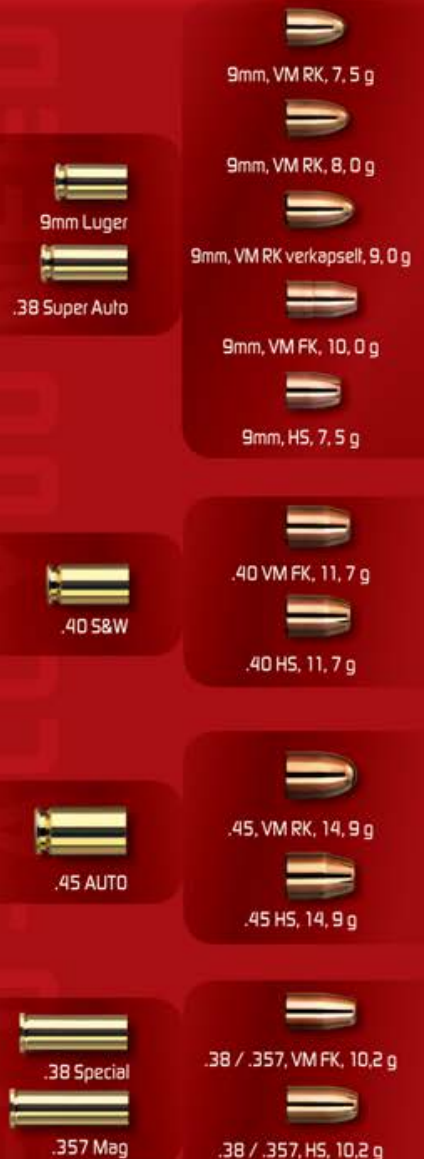 9mm Luger
.38 Super Auto
9mm, VM RK, 7,5 g
9mm, VM RK, 8,0 g
9mm, VM RK verkapselt, 9,0 g
9mm, VM FK, 10,0 g
9mm, HS, 7,5 g
.40 S&W
.40 VM FK, 11,7 g
.40 HS, 11,7 g
.45 AUTO
.45, VM RK, 14,9 g
.45 HS, 14,9 g
.38 Special
.357 Mag
.38 / .357, VM FK, 10,2 g
.38 / .357, HS, 10,2 g